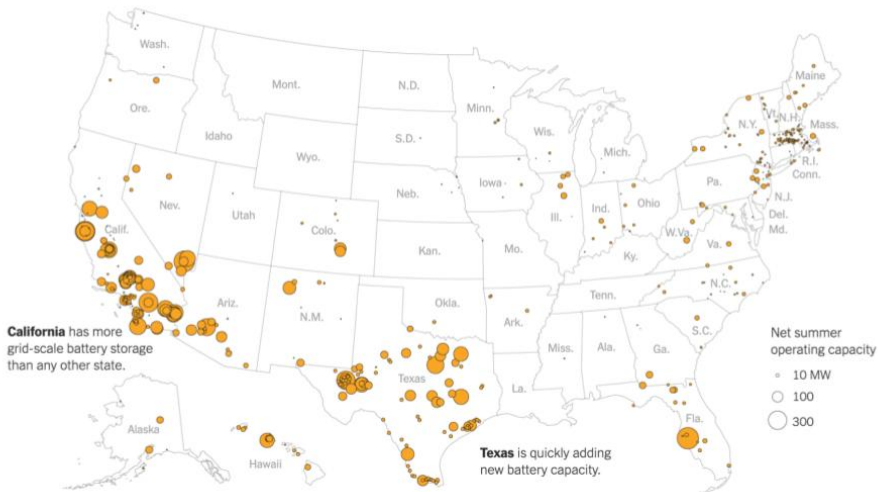 Wash.
Maine
Mont.
N.D.
Minn.
Vt.
N.H.
Ore.
N.Y.
Mass.
Idaho
S.D.
Wis.
Mich.
R.I.
Conn.
Wyo.
Iowa
Pa.
N.J.
Neb.
Nev.
Ohio
Utah
Ill.
Ind.
Del.
Md.
Calif.
Colo.
W.Va.
Va.
Kan.
Mo.
Ky.
N.C.
Ariz.
Okla.
Tenn.
N.M.
Ark.
S.C.
California has more
grid-scale battery storage
than any other state.
Miss.
Ala.
Ga.
Net summer
operating capacity
10 MW
100
300
Texas
La.
Fla.
Alaska
Hawaii
Texas is quickly adding
new battery capacity.